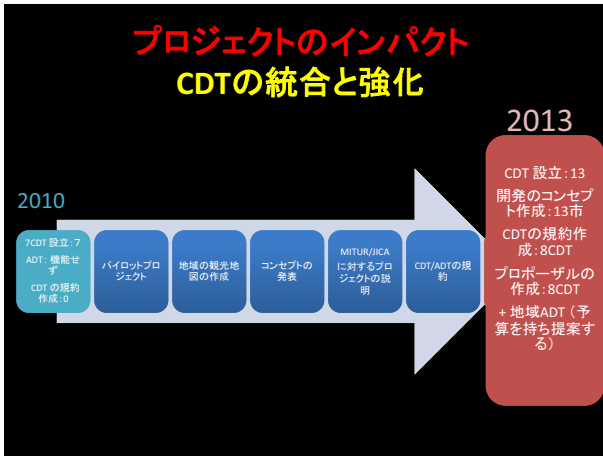 プロジェクトのインパクト
CDTの統合と強化
2010
7CDT 設立：7
ADT：機能せ
ず
CDT の規約
作成：0
パイロットプロ
ジェクト
地域の観光地
図の作成
コンセプトの
発表
MITUR/JICA
に対するプロ
ジェクトの説
明
CDT/ADTの規
約
2013
CDT 設立：13
開発のコンセプ
ト作成：13市
CDTの規約作
成：8CDT
プロポーザルの
作成：8CDT
+ 地域ADT（予
算を持ち提案す
る）